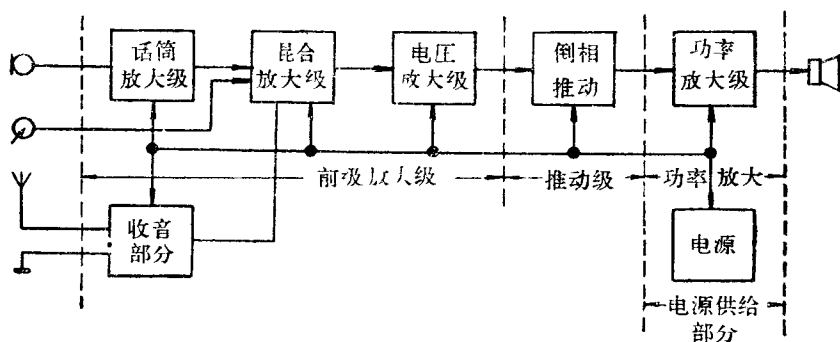 话筒
放大级
混合
放大级
电压
放大级
倒相
推动
功率
放大级
前级放大级
推动级
功率放大
收音
部分
电源
电源供给
部分